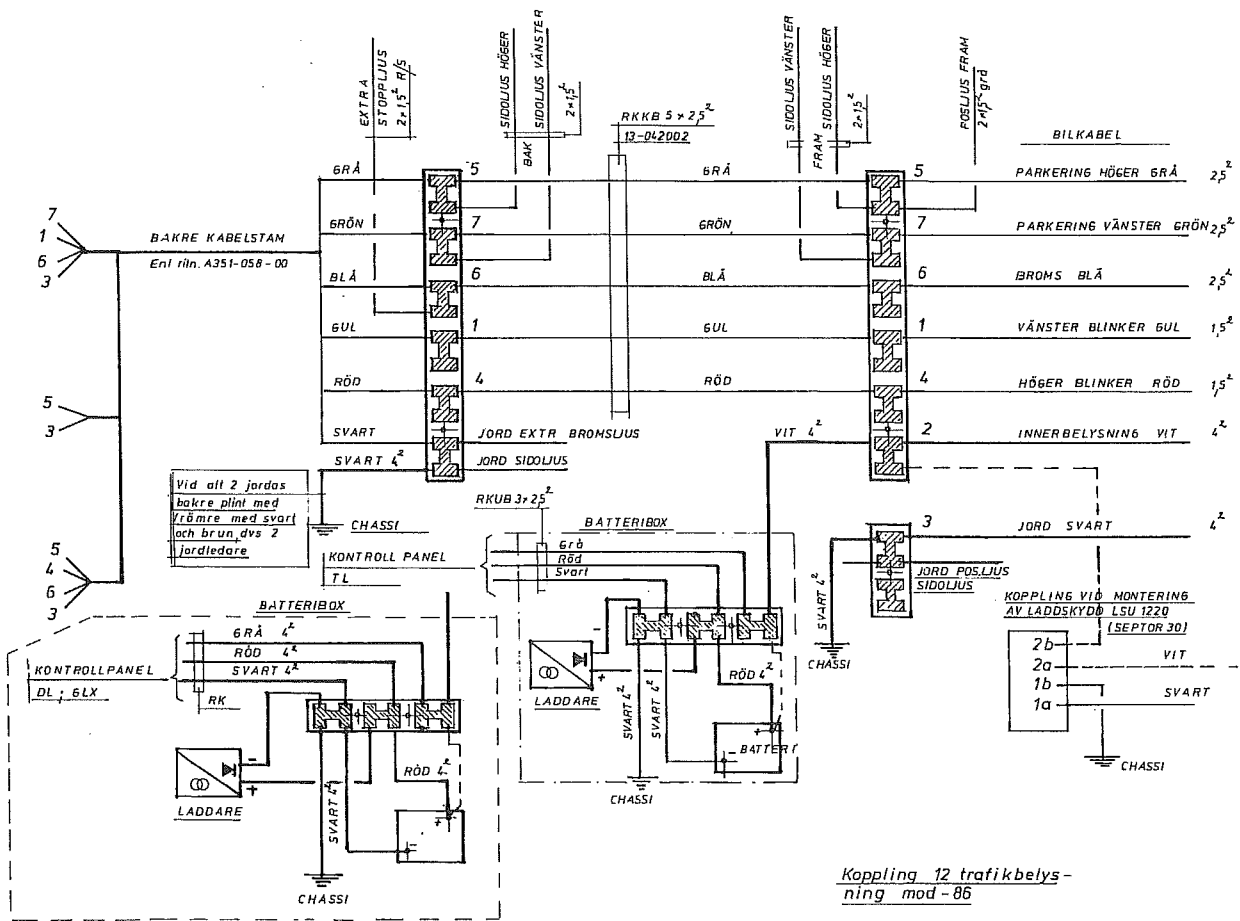 EXTRA
STOPPLJUS
2×1,5² R/S
SIDOLJUS HÖGER
SIDOLJUS VÄNSTER
BAK
2×1,5²
RKKB 5×2,5²
13-042002
SIDOLJUS VÄNSTER
SIDOLJUS HÖGER
FRAM
2×1,5²
POSLJUS FRAM
2×1,5² grå
BILKABEL
7
1
6
3
BAKRE KABELSTAM
Enl ritn. A351-058-00
GRÅ
5
GRÅ
5
PARKERING HÖGER GRÅ
2,5²
GRÖN
7
GRÖN
7
PARKERING VÄNSTER GRÖN
2,5²
BLÅ
6
BLÅ
6
BROMS BLÅ
2,5²
GUL
1
GUL
1
VÄNSTER BLINKER GUL
1,5²
RÖD
4
RÖD
4
HÖGER BLINKER RÖD
1,5²
5
3
SVART
JORD EXTR BROMSLJUS
VIT 4²
2
INNERBELYSNING VIT
4²
SVART 4²
JORD SIDOLJUS
Vid alt 2 jordas
bakre plint med
främre med svart
och brun, dvs 2
jordledare
CHASSI
5
4
6
3
RKUB 3×2,5²
BATTERIBOX
KONTROLL PANEL
TL
Grå
Röd
Svart
LADDARE
-
+
SVART 4²
SVART 4²
RÖD 4²
BATTERI
+
-
CHASSI
3
JORD SVART
4²
JORD POS.LJUS
SIDOLJUS
SVART 4²
CHASSI
KOPPLING VID MONTERING
AV LADDSKYDD LSU 1220
(SEPTOR 30)
2b
2a
1b
1a
VIT
SVART
CHASSI
BATTERIBOX
KONTROLLPANEL
DL ; GLX
GRÅ 4²
RÖD 4²
SVART 4²
RK
LADDARE
-
+
SVART 4²
RÖD 4²
+
-
CHASSI
Koppling 12 trafikbelys-
ning mod-86